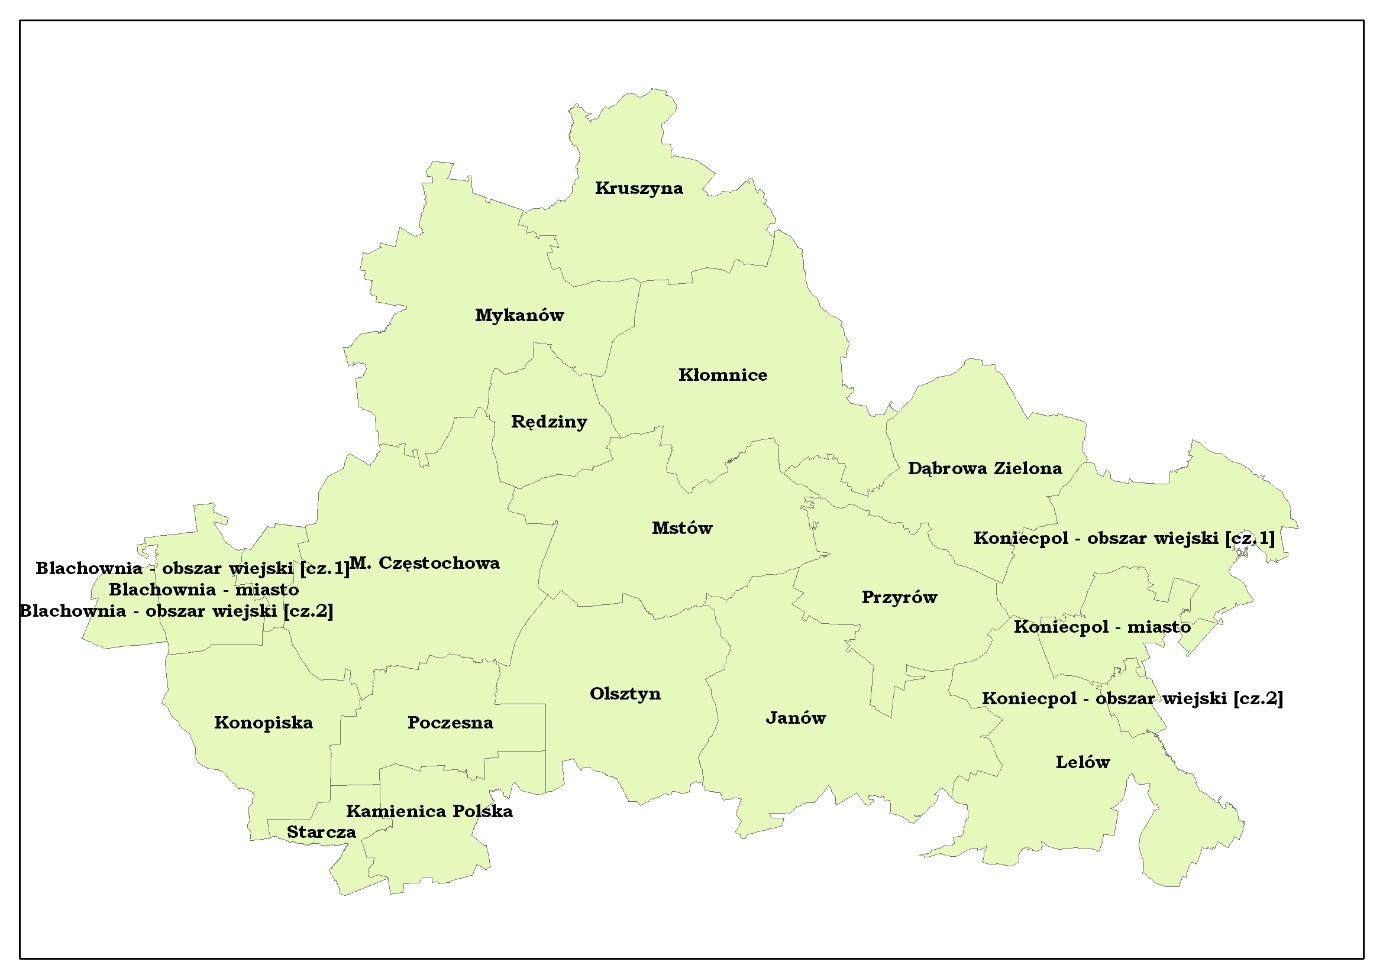 Kruszyna
Mykanów
Kłomnice
Rędziny
Dąbrowa Zielona
Mstów
Koniecpol - obszar wiejski [cz.1]
M. Częstochowa
Blachownia - obszar wiejski [cz.1]
Blachownia - miasto
Blachownia - obszar wiejski [cz.2]
Przyrów
Koniecpol - miasto
Olsztyn
Koniecpol - obszar wiejski [cz.2]
Janów
Konopiska
Poczesna
Lelów
Kamienica Polska
Starcza